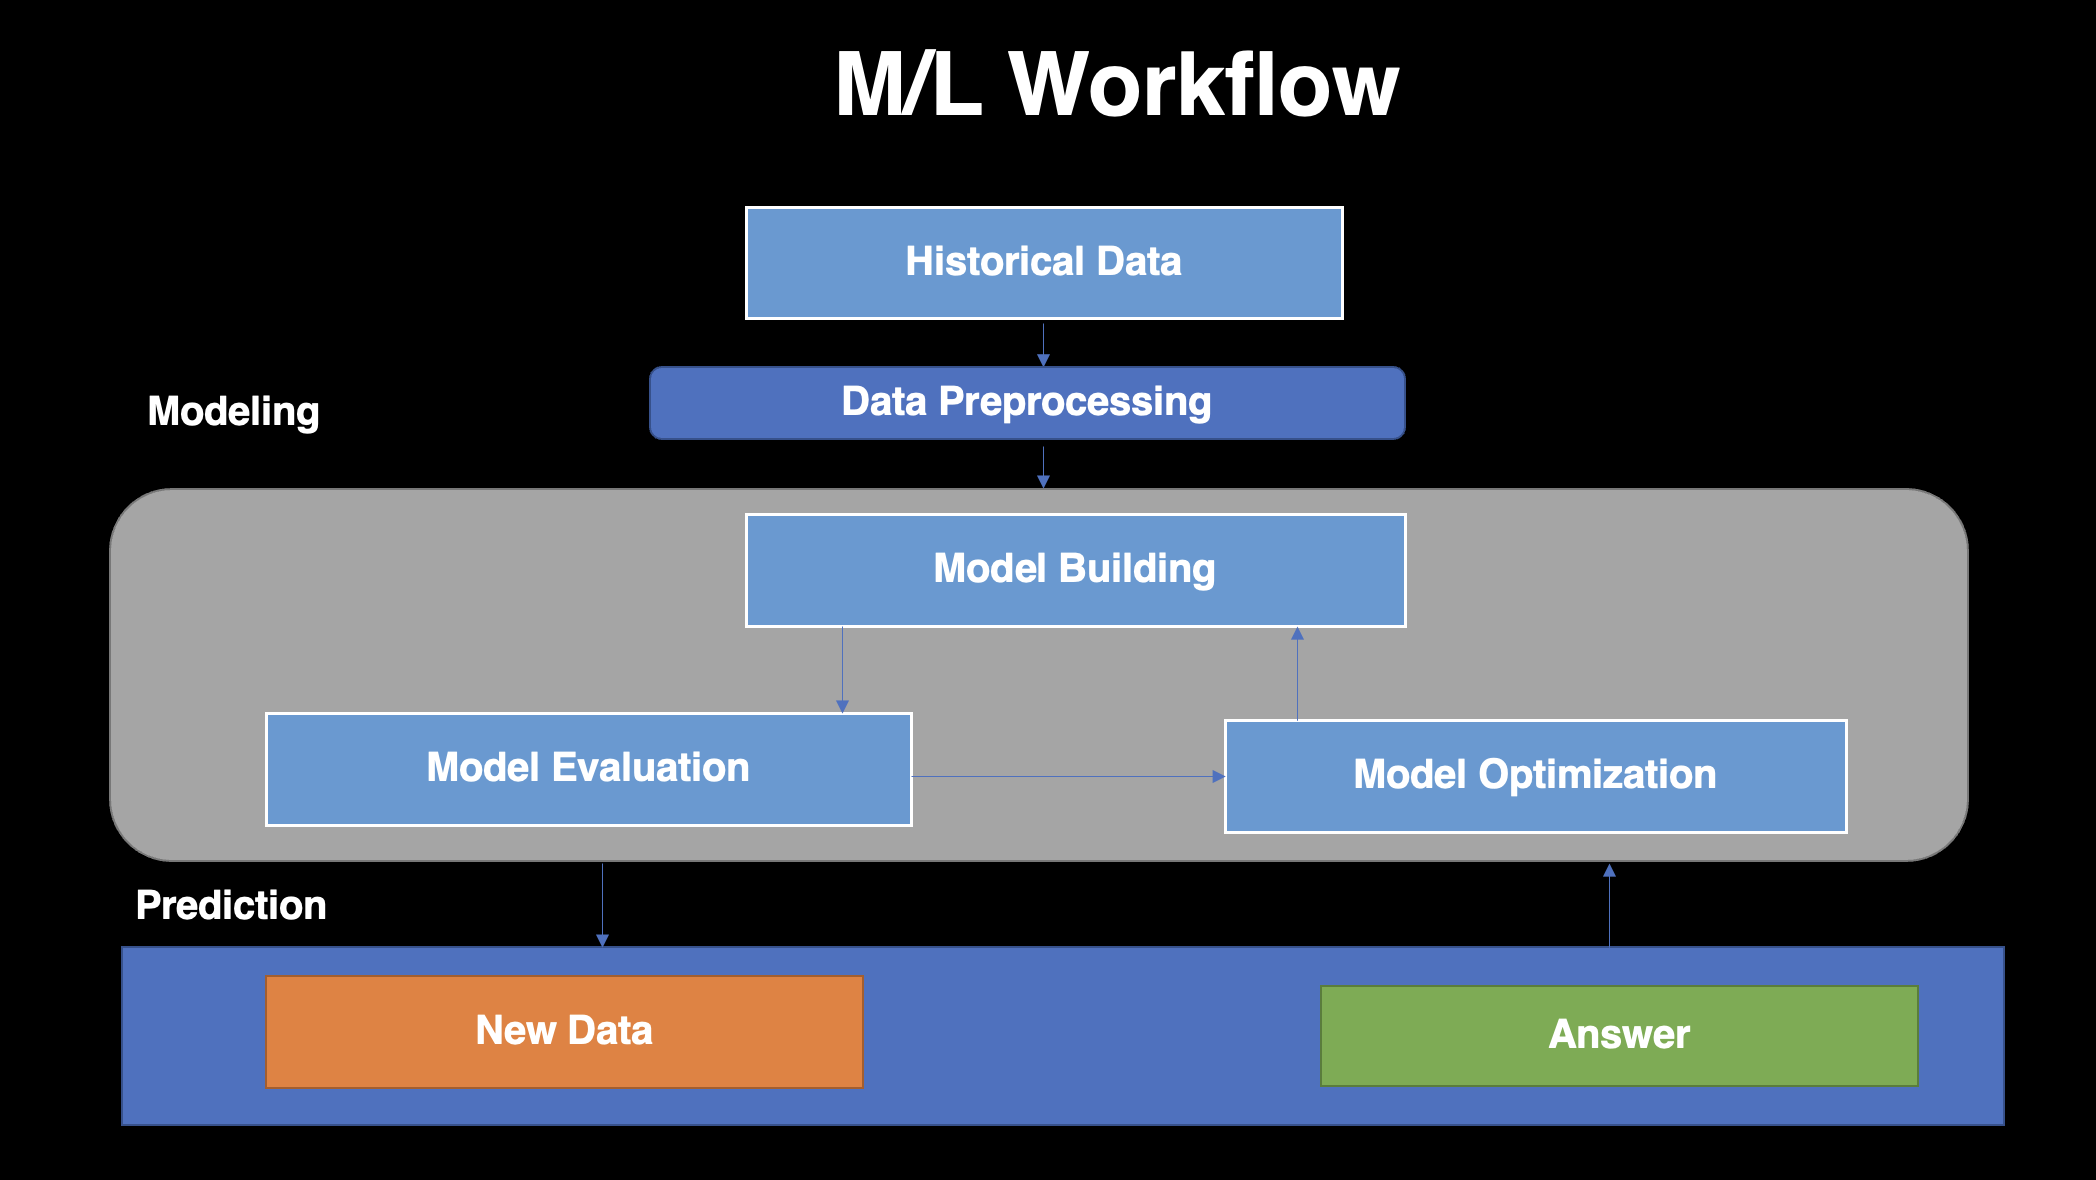 M/L Workflow
Historical Data
Data Preprocessing
Modeling
Model Building
Model Evaluation
Model Optimization
Prediction
New Data
Answer